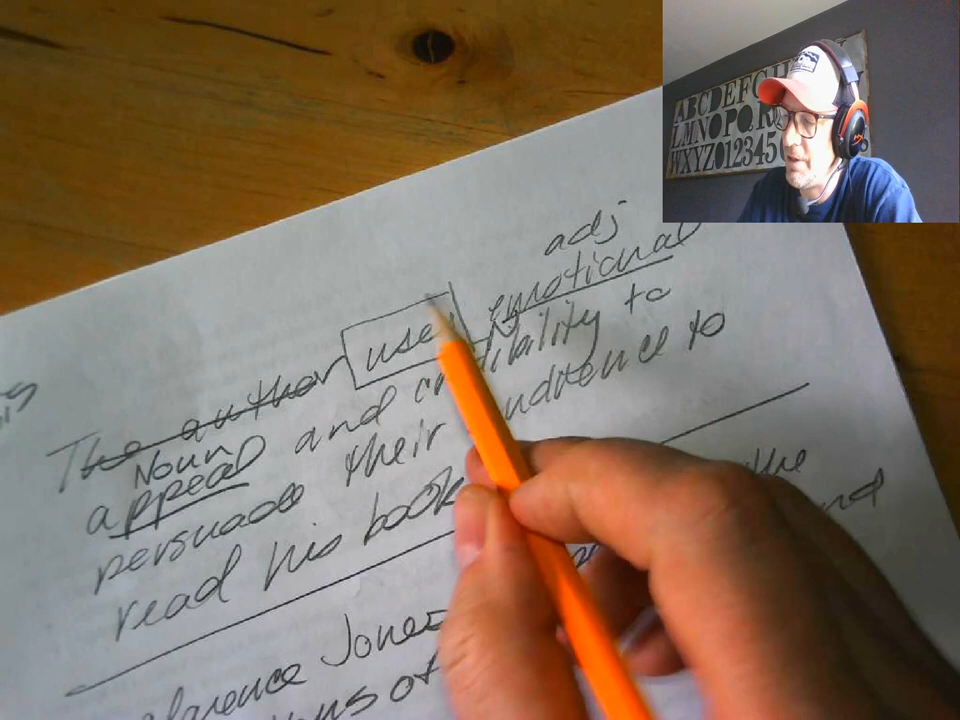 ABCDEFGH
LMNOPQR
WXYZ012345
adj
The author uses emotional
Noun N
appeal and credibility to
persuade their audience to
read his book
the
and
Clarence Jones